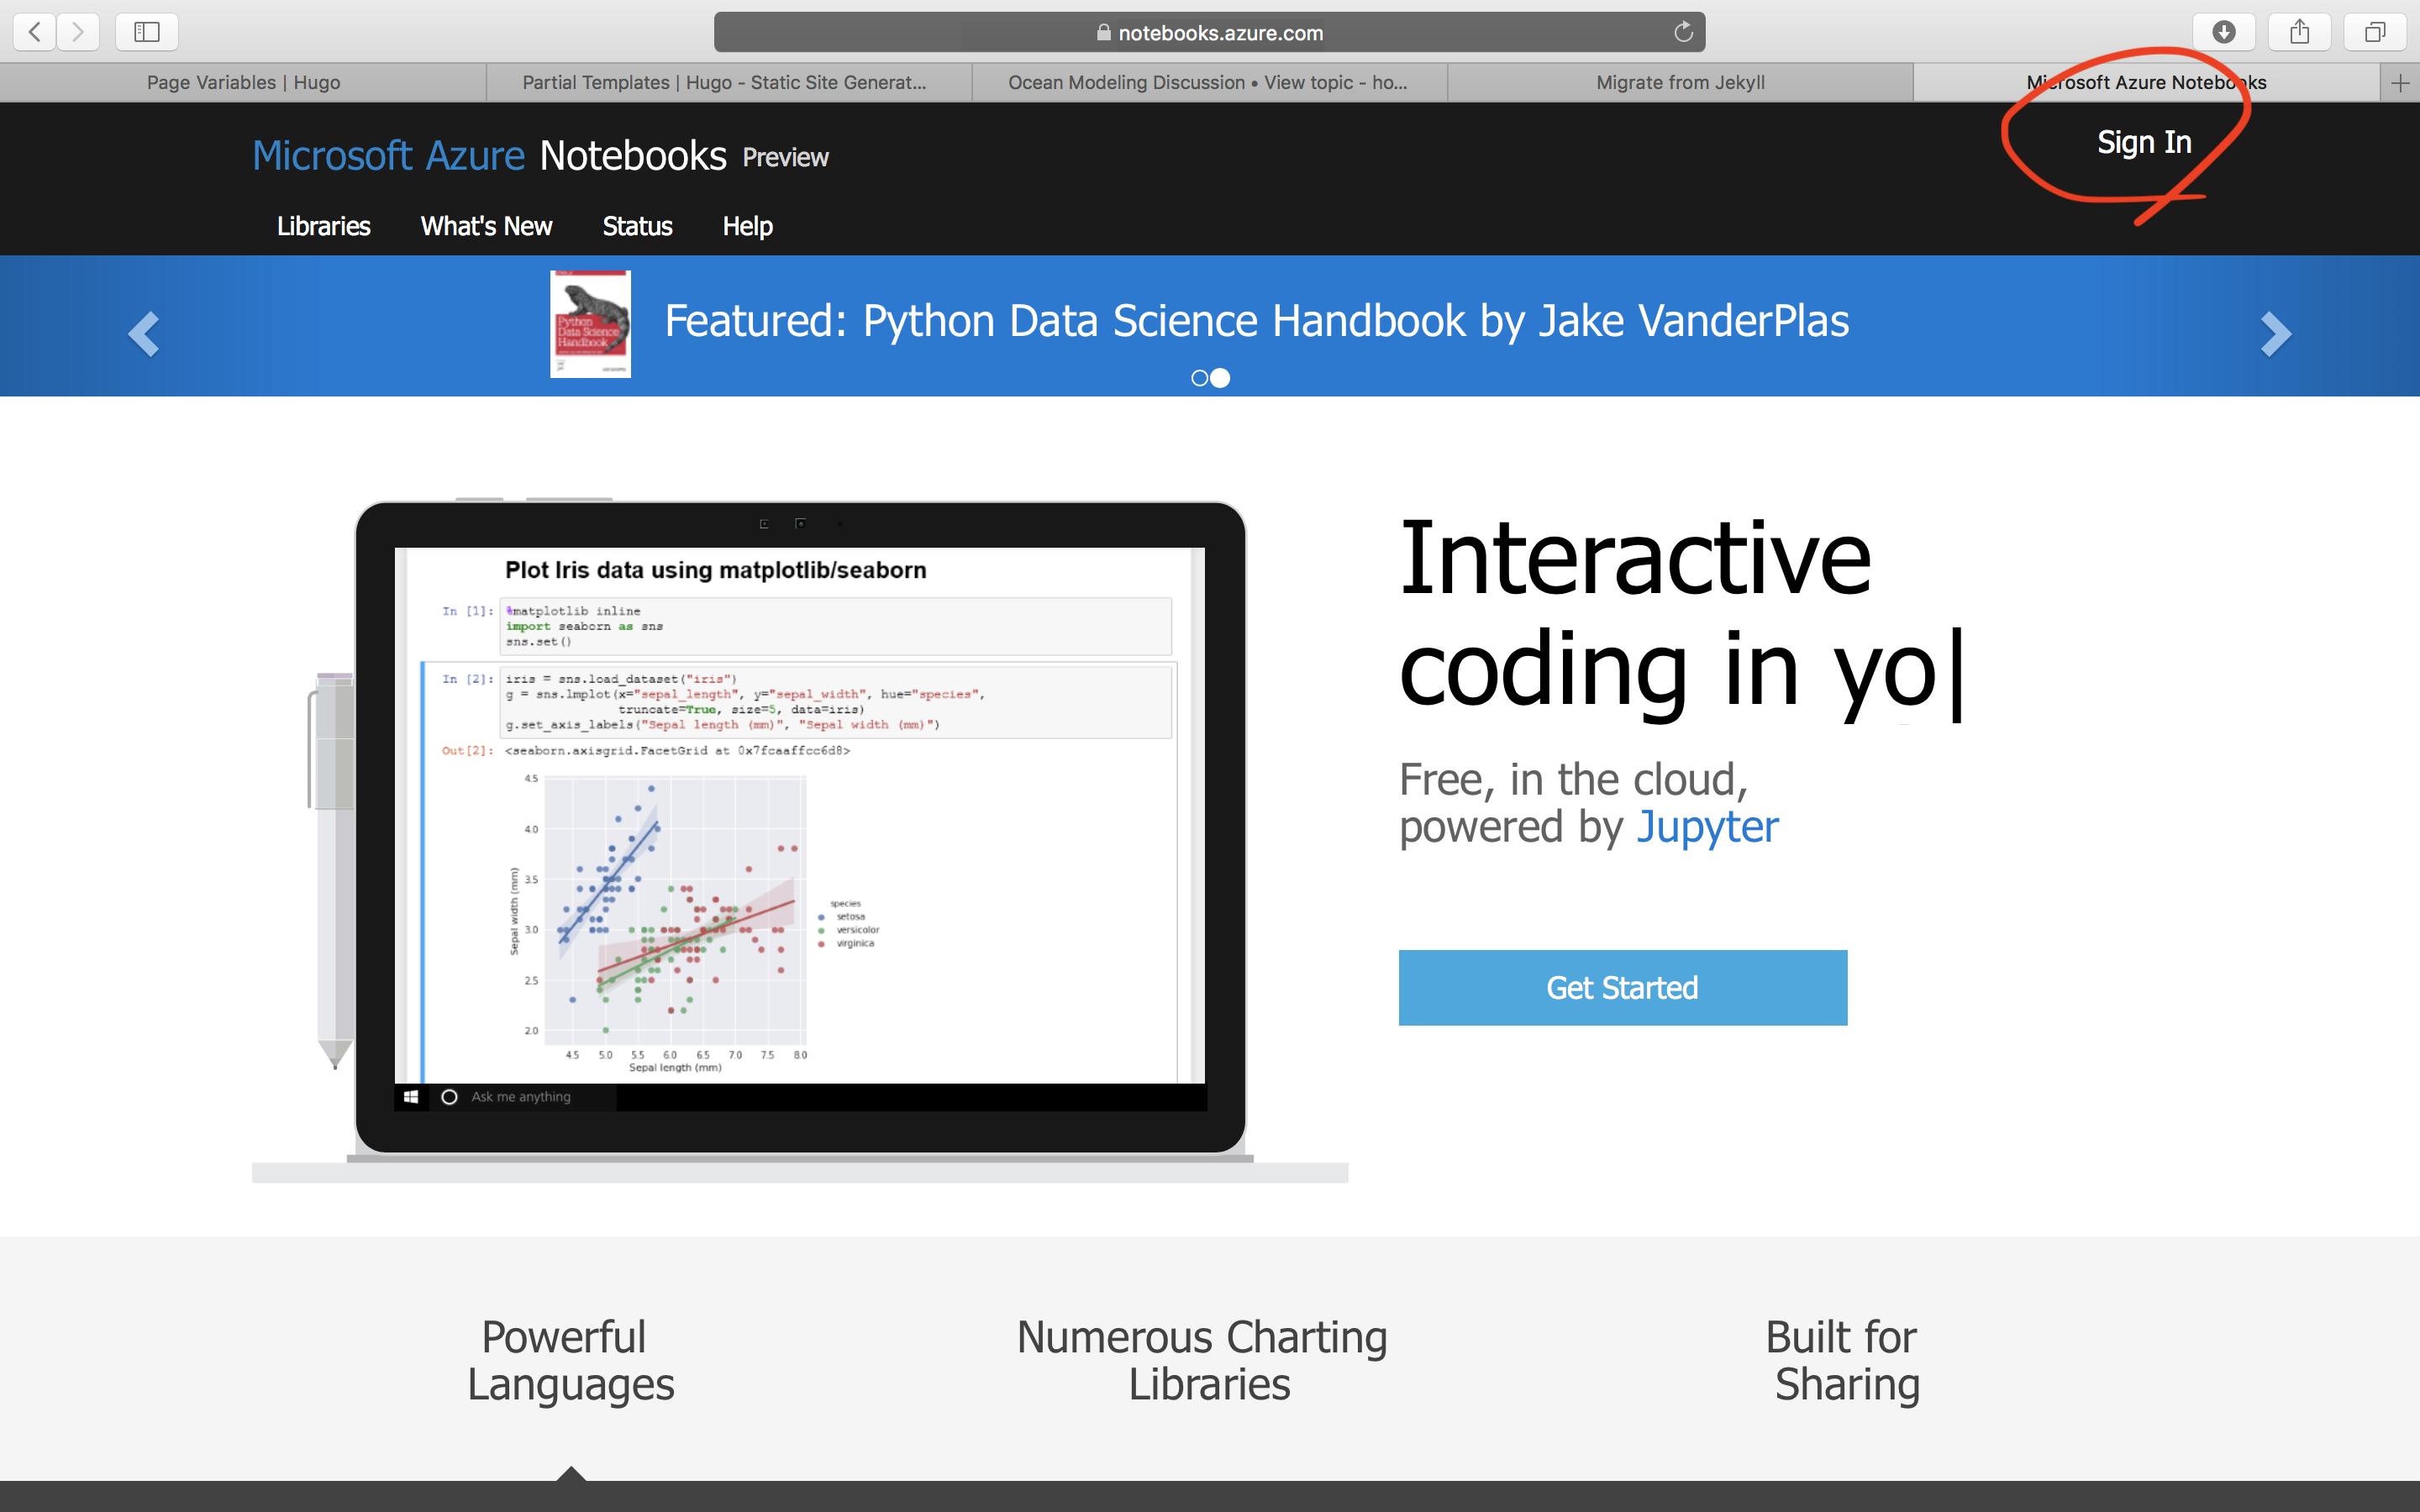 notebooks.azure.com
Page Variables | Hugo
Partial Templates | Hugo - Static Site Generat...
Ocean Modeling Discussion • View topic - ho...
Migrate from Jekyll
Microsoft Azure Notebooks
Microsoft Azure Notebooks Preview
Sign In
Libraries What's New Status Help
Python
Data Science
Handbook
Featured: Python Data Science Handbook by Jake VanderPlas
Plot Iris data using matplotlib/seaborn
In [1]: %matplotlib inline
import seaborn as sns
sns.set()
In [2]: iris = sns.load_dataset("iris")
g = sns.lmplot(x="sepal_length", y="sepal_width", hue="species",
truncate=True, size=5, data=iris)
g.set_axis_labels("Sepal length (mm)", "Sepal width (mm)")
Out[2]: <seaborn.axisgrid.FacetGrid at 0x7fcaaffcc6d8>
4.5
4.0
3.5
3.0
2.5
2.0
Sepal width (mm)
4.5 5.0 5.5 6.0 6.5 7.0 7.5 8.0
Sepal length (mm)
species
setosa
versicolor
virginica
Ask me anything
Interactive
coding in yo|
Free, in the cloud,
powered by Jupyter
Get Started
Powerful
Languages
Numerous Charting
Libraries
Built for
Sharing